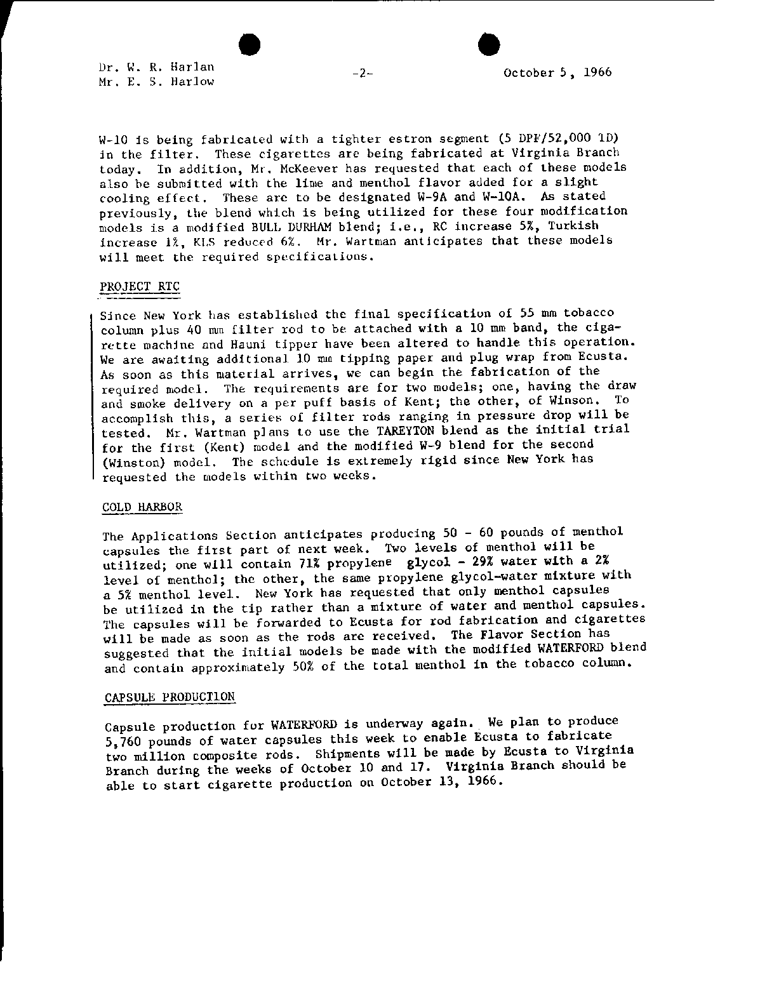 Dr. W. R. Harlan
Mr. E. S. Harlow
-2-
October 5, 1966
W-10 is being fabricated with a tighter estron segment (5 DPF/52,000 TD)
in the filter. These cigarettes are being fabricated at Virginia Branch
today. In addition, Mr. McKeever has requested that each of these models
also be submitted with the lime and menthol flavor added for a slight
cooling effect. These are to be designated W-9A and W-10A. As stated
previously, the blend which is being utilized for these four modification
models is a modified BULL DURHAM blend; i.e., RC increase 5%, Turkish
increase 1%, KLS reduced 6%. Mr. Wartman anticipates that these models
will meet the required specifications.
PROJECT RTC
Since New York has established the final specification of 55 mm tobacco
column plus 40 mm filter rod to be attached with a 10 mm band, the ciga-
rette machine and Hauni tipper have been altered to handle this operation.
We are awaiting additional 10 mm tipping paper and plug wrap from Ecusta.
As soon as this material arrives, we can begin the fabrication of the
required model. The requirements are for two models; one, having the draw
and smoke delivery on a per puff basis of Kent; the other, of Winson. To
accomplish this, a series of filter rods ranging in pressure drop will be
tested. Mr. Wartman plans to use the TAREYTON blend as the initial trial
for the first (Kent) model and the modified W-9 blend for the second
(Winston) model. The schedule is extremely rigid since New York has
requested the models within two weeks.
COLD HARBOR
The Applications Section anticipates producing 50 - 60 pounds of menthol
capsules the first part of next week. Two levels of menthol will be
utilized; one will contain 71% propylene glycol - 29% water with a 2%
level of menthol; the other, the same propylene glycol-water mixture with
a 5% menthol level. New York has requested that only menthol capsules
be utilized in the tip rather than a mixture of water and menthol capsules.
The capsules will be forwarded to Ecusta for rod fabrication and cigarettes
will be made as soon as the rods are received. The Flavor Section has
suggested that the initial models be made with the modified WATERFORD blend
and contain approximately 50% of the total menthol in the tobacco column.
CAPSULE PRODUCTION
Capsule production for WATERFORD is underway again. We plan to produce
5,760 pounds of water capsules this week to enable Ecusta to fabricate
two million composite rods. Shipments will be made by Ecusta to Virginia
Branch during the weeks of October 10 and 17. Virginia Branch should be
able to start cigarette production on October 13, 1966.